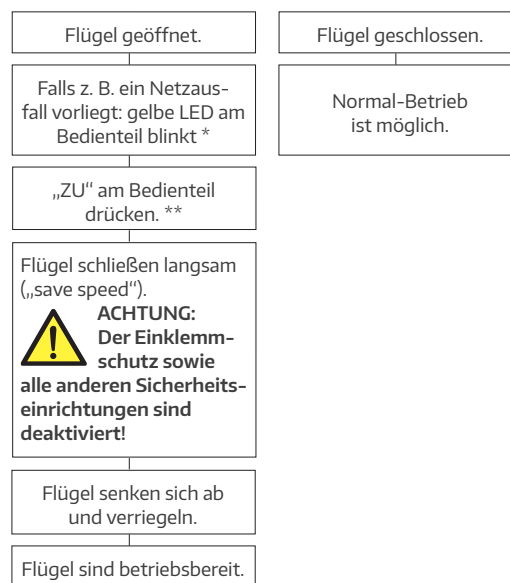 Flügel geöffnet.
Falls z. B. ein Netzaus-
fall vorliegt: gelbe LED am
Bedienteil blinkt *
„ZU“ am Bedienteil
drücken. **
Flügel schließen langsam
(„save speed“).
ACHTUNG:
Der Einklemm-
schutz sowie
alle anderen Sicherheits-
einrichtungen sind
deaktiviert!
Flügel senken sich ab
und verriegeln.
Flügel sind betriebsbereit.
Flügel geschlossen.
Normal-Betrieb
ist möglich.